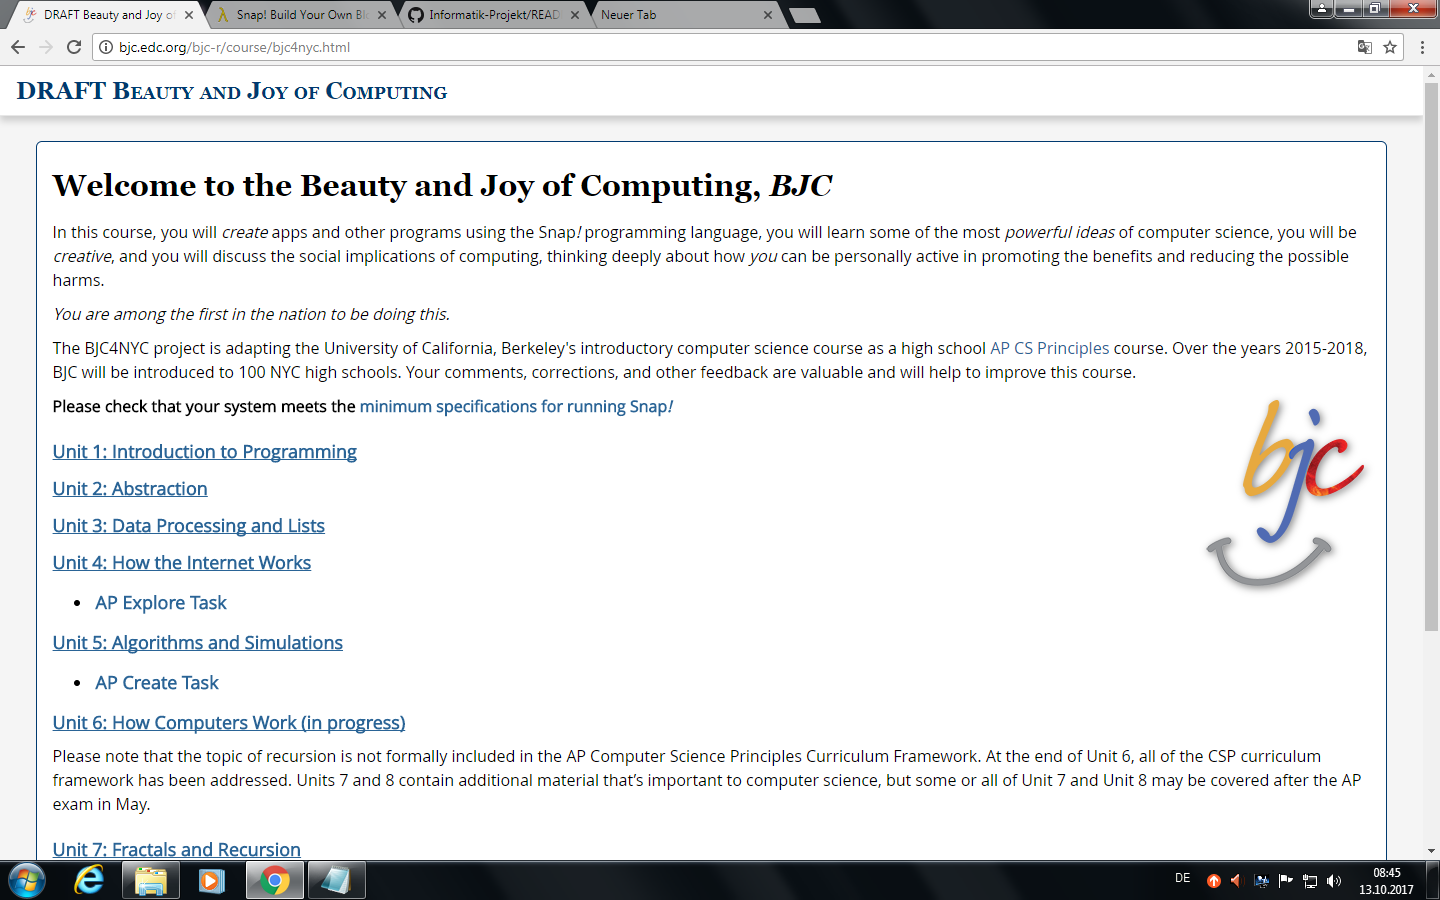 DRAFT Beauty and Joy of
Snap! Build Your Own Bl
Informatik-Projekt/READ
Neuer Tab
bjc.edc.org/bjc-r/course/bjc4nyc.html
DRAFT Beauty and Joy of Computing
Welcome to the Beauty and Joy of Computing, BJC
In this course, you will create apps and other programs using the Snap! programming language, you will learn some of the most powerful ideas of computer science, you will be
creative, and you will discuss the social implications of computing, thinking deeply about how you can be personally active in promoting the benefits and reducing the possible
harms.
You are among the first in the nation to be doing this.
The BJC4NYC project is adapting the University of California, Berkeley's introductory computer science course as a high school AP CS Principles course. Over the years 2015-2018,
BJC will be introduced to 100 NYC high schools. Your comments, corrections, and other feedback are valuable and will help to improve this course.
Please check that your system meets the minimum specifications for running Snap!
bjc
Unit 1: Introduction to Programming
Unit 2: Abstraction
Unit 3: Data Processing and Lists
Unit 4: How the Internet Works
• AP Explore Task
Unit 5: Algorithms and Simulations
• AP Create Task
Unit 6: How Computers Work (in progress)
Please note that the topic of recursion is not formally included in the AP Computer Science Principles Curriculum Framework. At the end of Unit 6, all of the CSP curriculum
framework has been addressed. Units 7 and 8 contain additional material that's important to computer science, but some or all of Unit 7 and Unit 8 may be covered after the AP
exam in May.
Unit 7: Fractals and Recursion
DE
08:45
13.10.2017